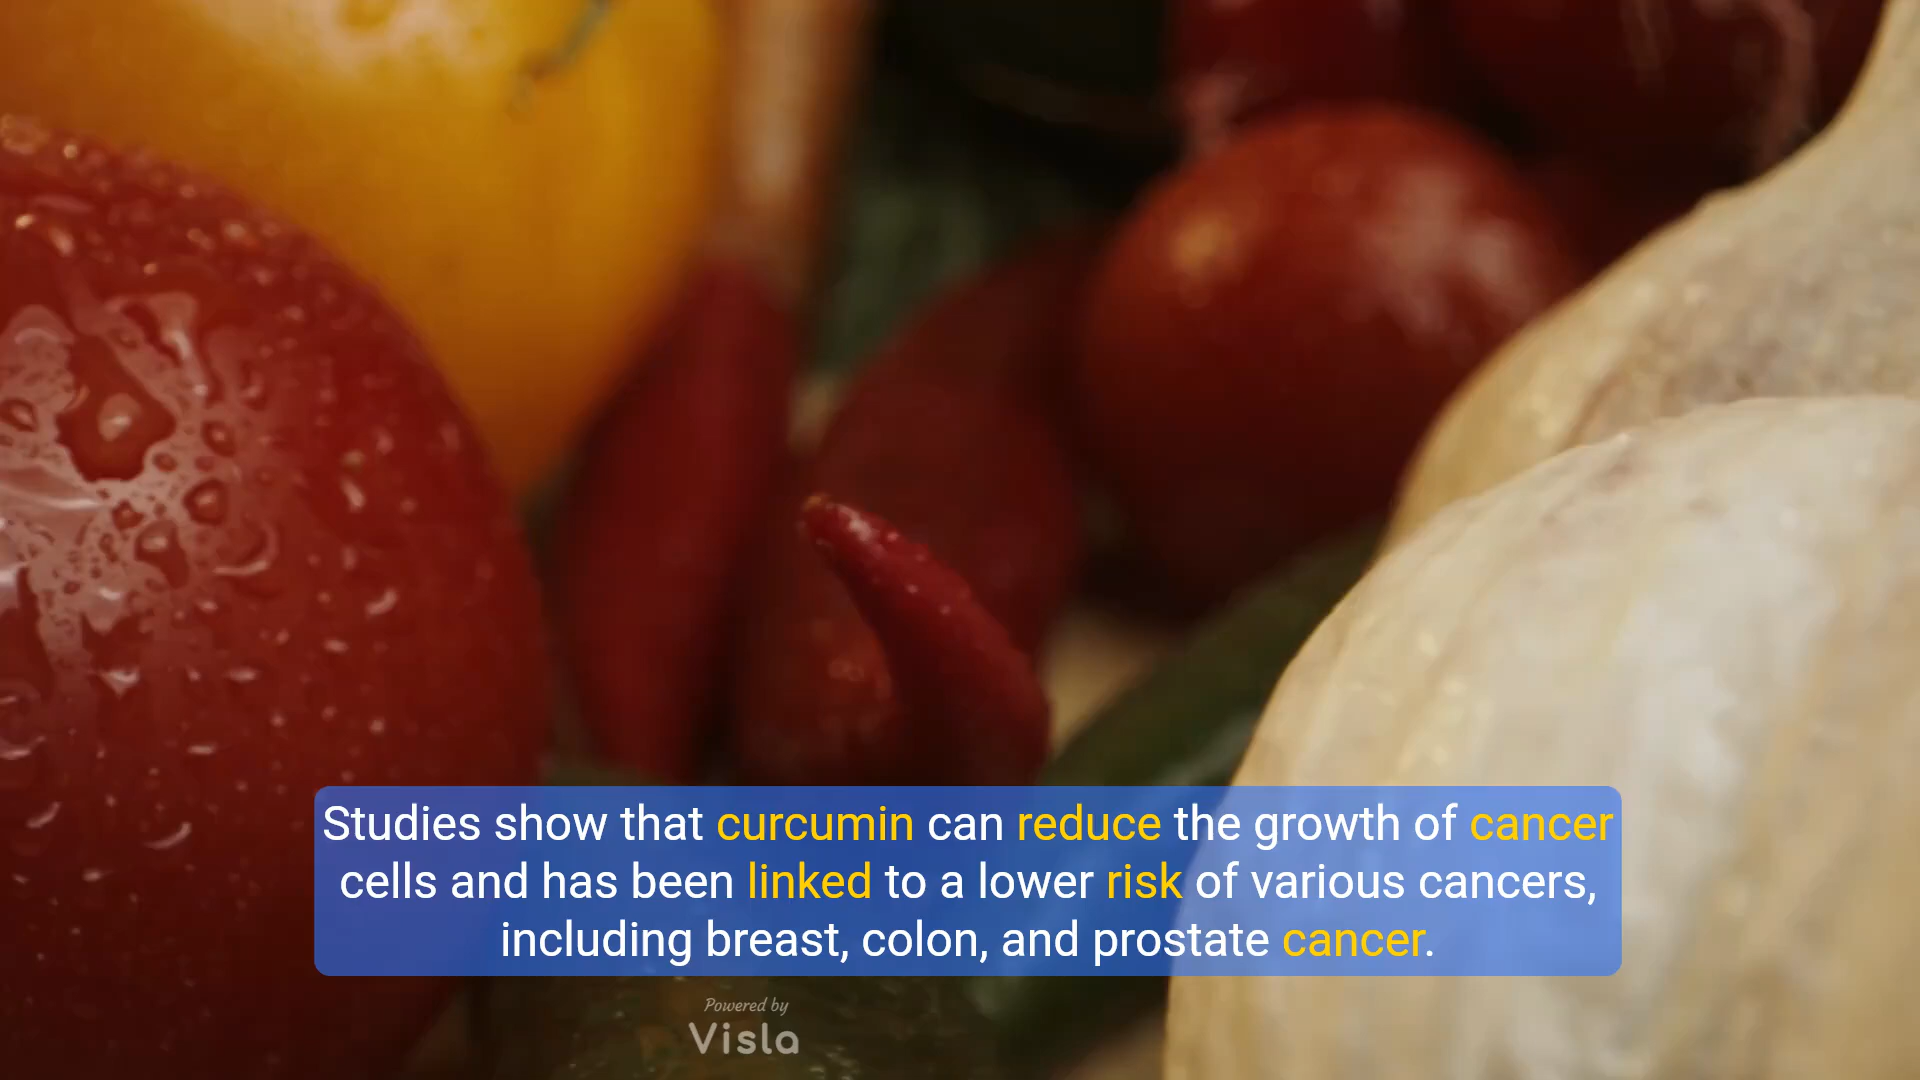 Studies show that curcumin can reduce the growth of cancer
cells and has been linked to a lower risk of various cancers,
including breast, colon, and prostate cancer.
Powered by
Visla